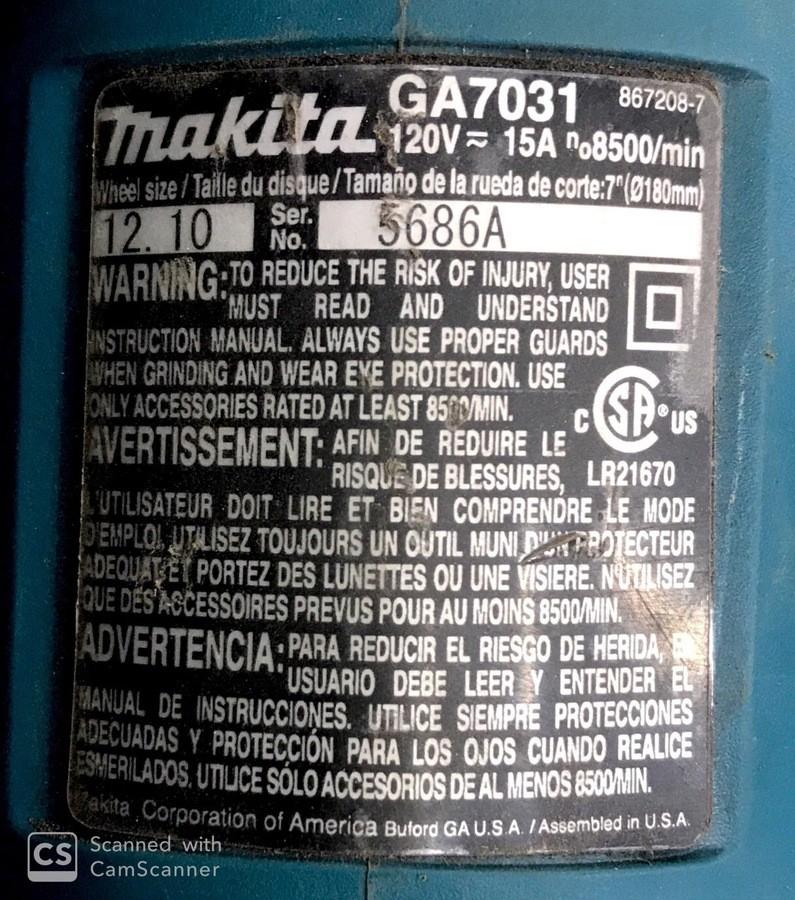 makita GA7031 867208-7
120V≂ 15A n₀8500/min
Wheel size / Taille du disque / Tamaño de la rueda de corte:7"(Ø180mm)
12. 10 Ser. No. 5686A
WARNING: TO REDUCE THE RISK OF INJURY, USER
MUST READ AND UNDERSTAND
INSTRUCTION MANUAL. ALWAYS USE PROPER GUARDS
WHEN GRINDING AND WEAR EYE PROTECTION. USE
ONLY ACCESSORIES RATED AT LEAST 8500/MIN.
C SA® US
LR21670
AVERTISSEMENT: AFIN DE REDUIRE LE
RISQUE DE BLESSURES,
L'UTILISATEUR DOIT LIRE ET BIEN COMPRENDRE LE MODE
D'EMPLOI. UTILISEZ TOUJOURS UN OUTIL MUNI D'UN PROTECTEUR
ADEQUAT ET PORTEZ DES LUNETTES OU UNE VISIERE. N'UTILISEZ
QUE DES ACCESSOIRES PREVUS POUR AU MOINS 8500/MIN.
ADVERTENCIA: PARA REDUCIR EL RIESGO DE HERIDA, EL
USUARIO DEBE LEER Y ENTENDER EL
MANUAL DE INSTRUCCIONES. UTILICE SIEMPRE PROTECCIONES
ADECUADAS Y PROTECCIÓN PARA LOS OJOS CUANDO REALICE
ESMERILADOS. UTILICE SÓLO ACCESORIOS DE AL MENOS 8500/MIN.
Makita Corporation of America Buford GA U.S.A. / Assembled in U.S.A.
CS Scanned with
CamScanner